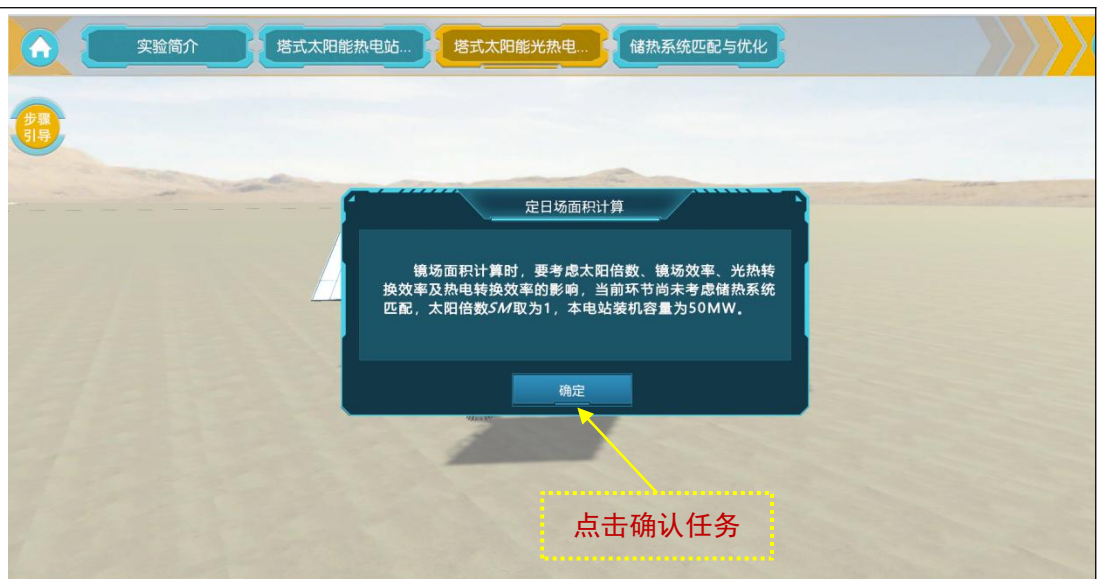 实验简介
塔式太阳能热电站...
塔式太阳能光热电...
储热系统匹配与优化
步骤
引导
定日场面积计算
镜场面积计算时，要考虑太阳倍数、镜场效率、光热转
换效率及热电转换效率的影响，当前环节尚未考虑储热系统
匹配，太阳倍数SM取为1，本电站装机容量为50MW。
确定
点击确认任务